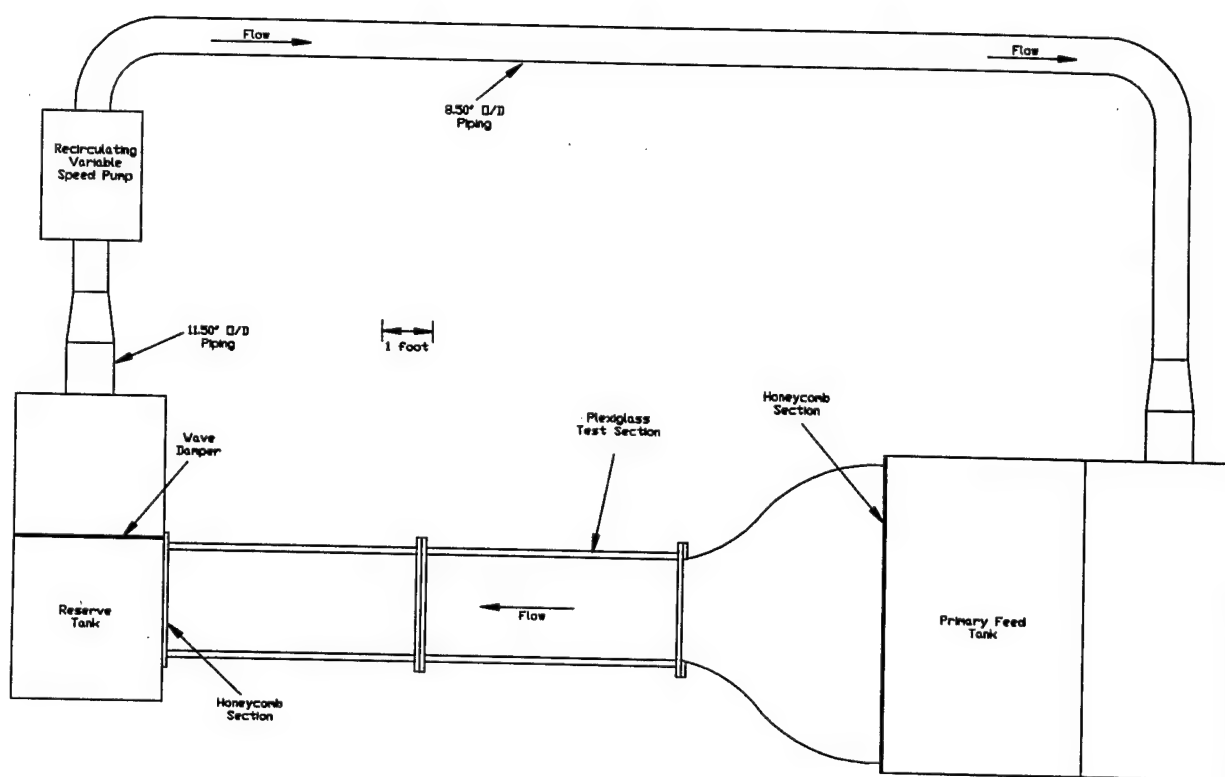 Flow
Flow
8.50" O/D
Piping
Recirculating
Variable
Speed Pump
11.50" O/D
Piping
1 foot
Honeycomb
Section
Plexiglass
Test Section
Wave
Damper
Reserve
Tank
Flow
Primary Feed
Tank
Honeycomb
Section